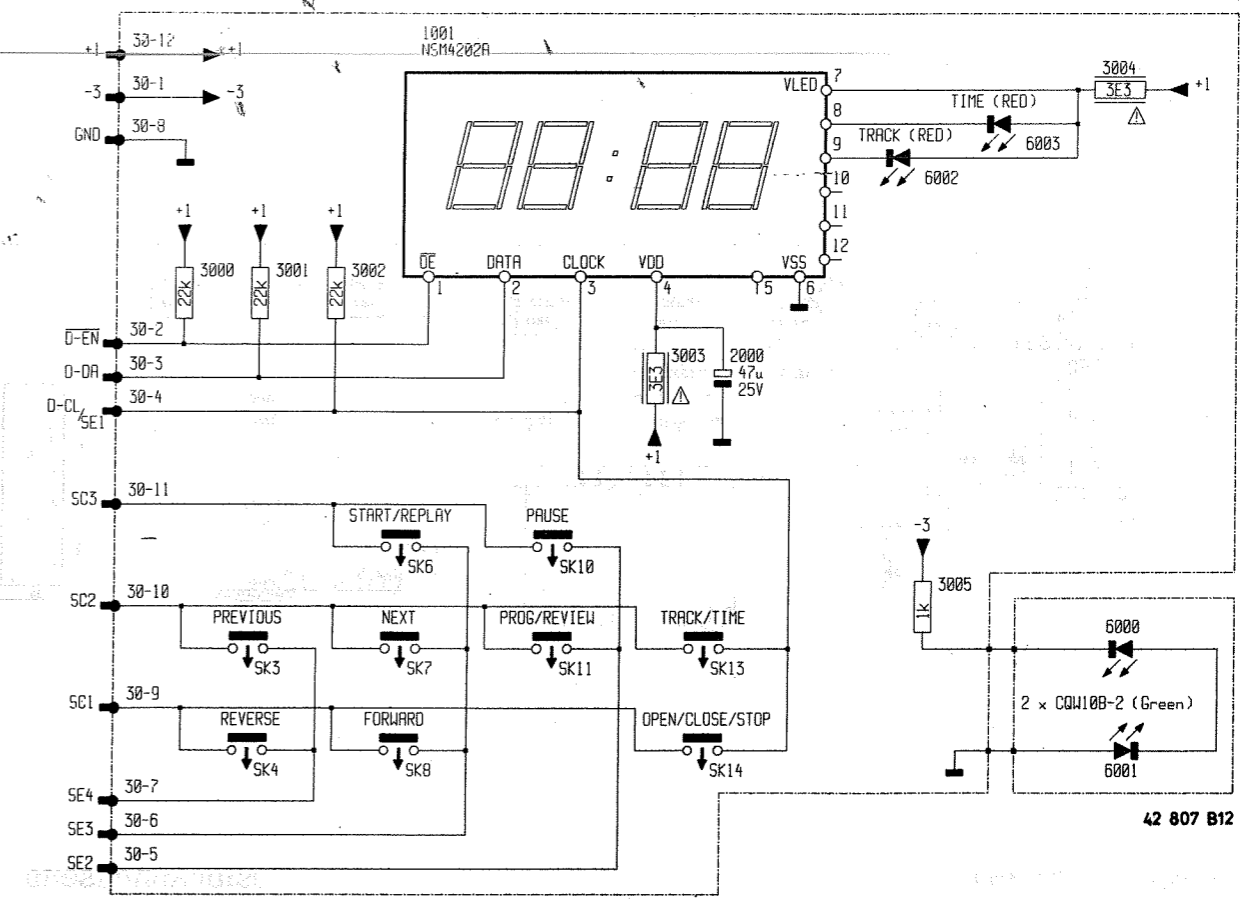 1001
NSM4202A
+1 30-12 +1
-3 30-1 -3
GND 30-8
VLED 7
8
9
10
11
12
TIME (RED)
6003
TRACK (RED)
6002
3004
3E3
+1
+1 +1 +1
3000 3001 3002
22k 22k 22k
OE DATA CLOCK VDD VSS
1 2 3 4 5 6
D-EN 30-2
D-DA 30-3
D-CL/SE1 30-4
3003
3E3
+1
2000
47u
25V
SC3 30-11
START/REPLAY
SK6
PAUSE
SK10
SC2 30-10
PREVIOUS
SK3
NEXT
SK7
PROG/REVIEW
SK11
TRACK/TIME
SK13
SC1 30-9
REVERSE
SK4
FORWARD
SK8
OPEN/CLOSE/STOP
SK14
SE4 30-7
SE3 30-6
SE2 30-5
-3
3005
1k
6000
2 x CQW10B-2 (Green)
6001
42 807 B12